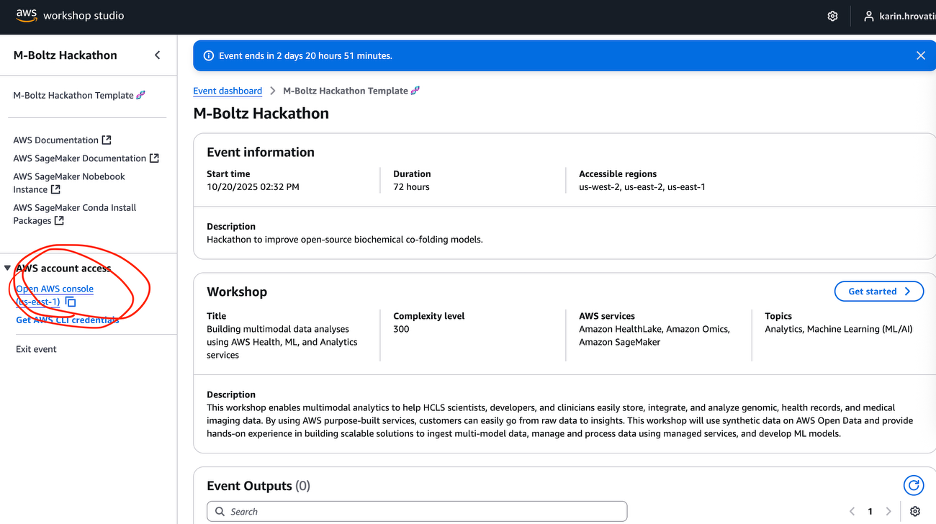 aws workshop studio
karin.hrovati
M-Boltz Hackathon
M-Boltz Hackathon Template
AWS Documentation
AWS SageMaker Documentation
AWS SageMaker Nobebook
Instance
AWS SageMaker Conda Install
Packages
AWS account access
Open AWS console
(us-east-1)
Get AWS CLI credentials
Exit event
Event ends in 2 days 20 hours 51 minutes.
Event dashboard > M-Boltz Hackathon Template
M-Boltz Hackathon
Event information
Start time
10/20/2025 02:32 PM
Duration
72 hours
Accessible regions
us-west-2, us-east-2, us-east-1
Description
Hackathon to improve open-source biochemical co-folding models.
Workshop
Get started
Title
Building multimodal data analyses
using AWS Health, ML, and Analytics
services
Complexity level
300
AWS services
Amazon HealthLake, Amazon Omics,
Amazon SageMaker
Topics
Analytics, Machine Learning (ML/AI)
Description
This workshop enables multimodal analytics to help HCLS scientists, developers, and clinicians easily store, integrate, and analyze genomic, health records, and medical
imaging data. By using AWS purpose-built services, customers can easily go from raw data to insights. This workshop will use synthetic data on AWS Open Data and provide
hands-on experience in building scalable solutions to ingest multi-model data, manage and process data using managed services, and develop ML models.
Event Outputs (0)
Search
1